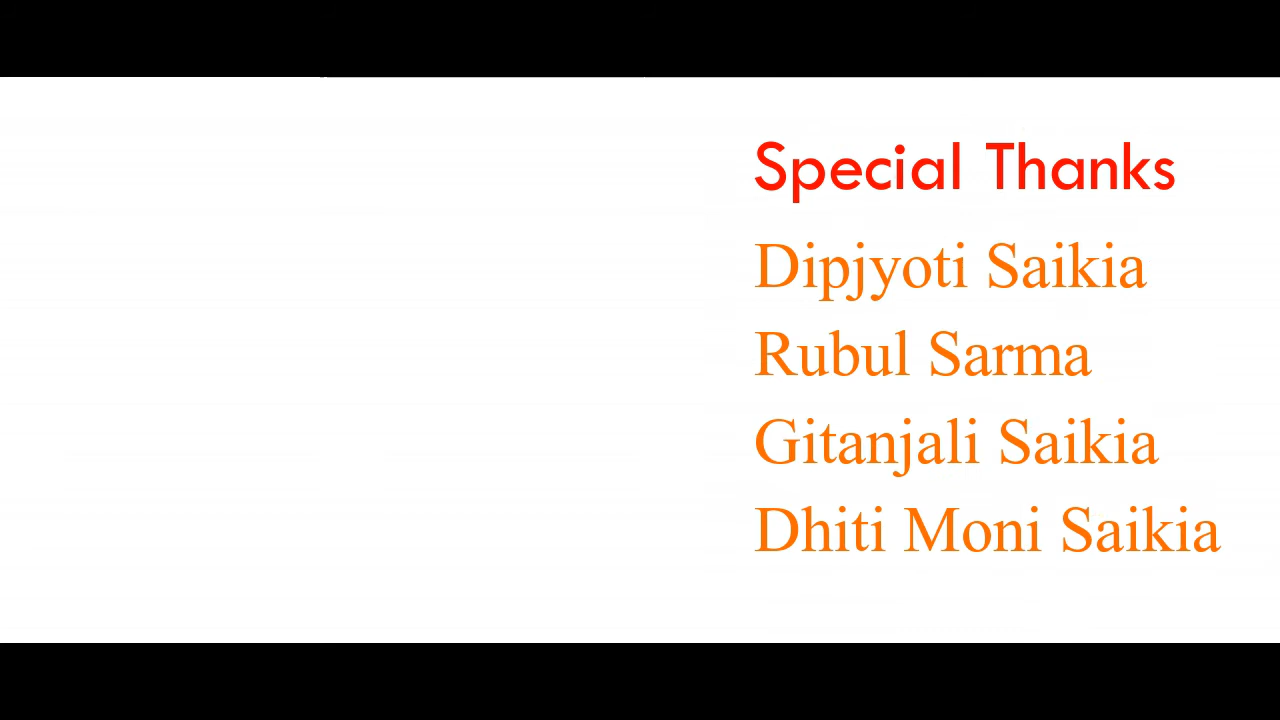 Special Thanks
Dipjyoti Saikia
Rubul Sarma
Gitanjali Saikia
Dhiti Moni Saikia